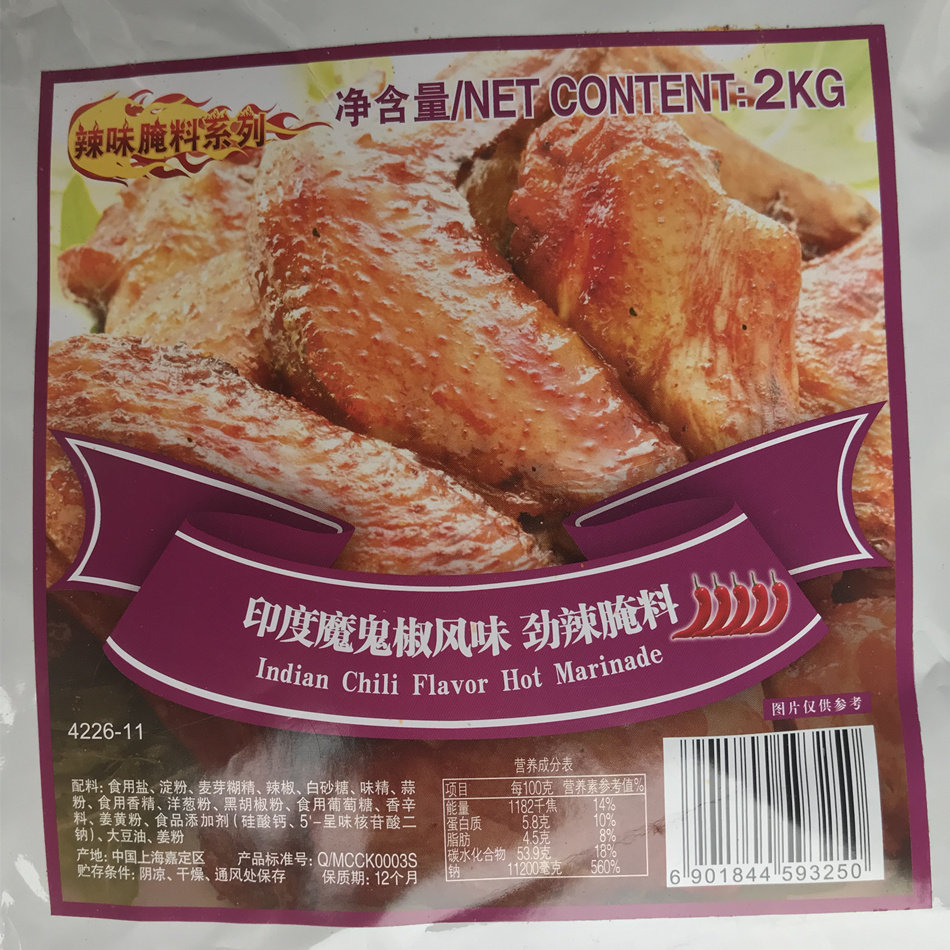 净含量/NET CONTENT: 2KG
辣味腌料系列
印度魔鬼椒风味 劲辣腌料
Indian Chili Flavor Hot Marinade
图片仅供参考
4226-11
配料: 食用盐、淀粉、麦芽糊精、辣椒、白砂糖、味精、蒜
粉、食用香精、洋葱粉、黑胡椒粉、食用葡萄糖、香辛
料、姜黄粉、食品添加剂(硅酸钙、5'-呈味核苷酸二
钠)、大豆油、姜粉
产地: 中国上海嘉定区 产品标准号: Q/MCCK0003S
贮存条件: 阴凉、干燥、通风处保存 保质期: 12个月
营养成分表
项目 每100克 营养素参考值%
能量 1182千焦 14%
蛋白质 5.8克 10%
脂肪 4.5克 8%
碳水化合物 53.9克 18%
钠 11200毫克 560%
6 901844 593250